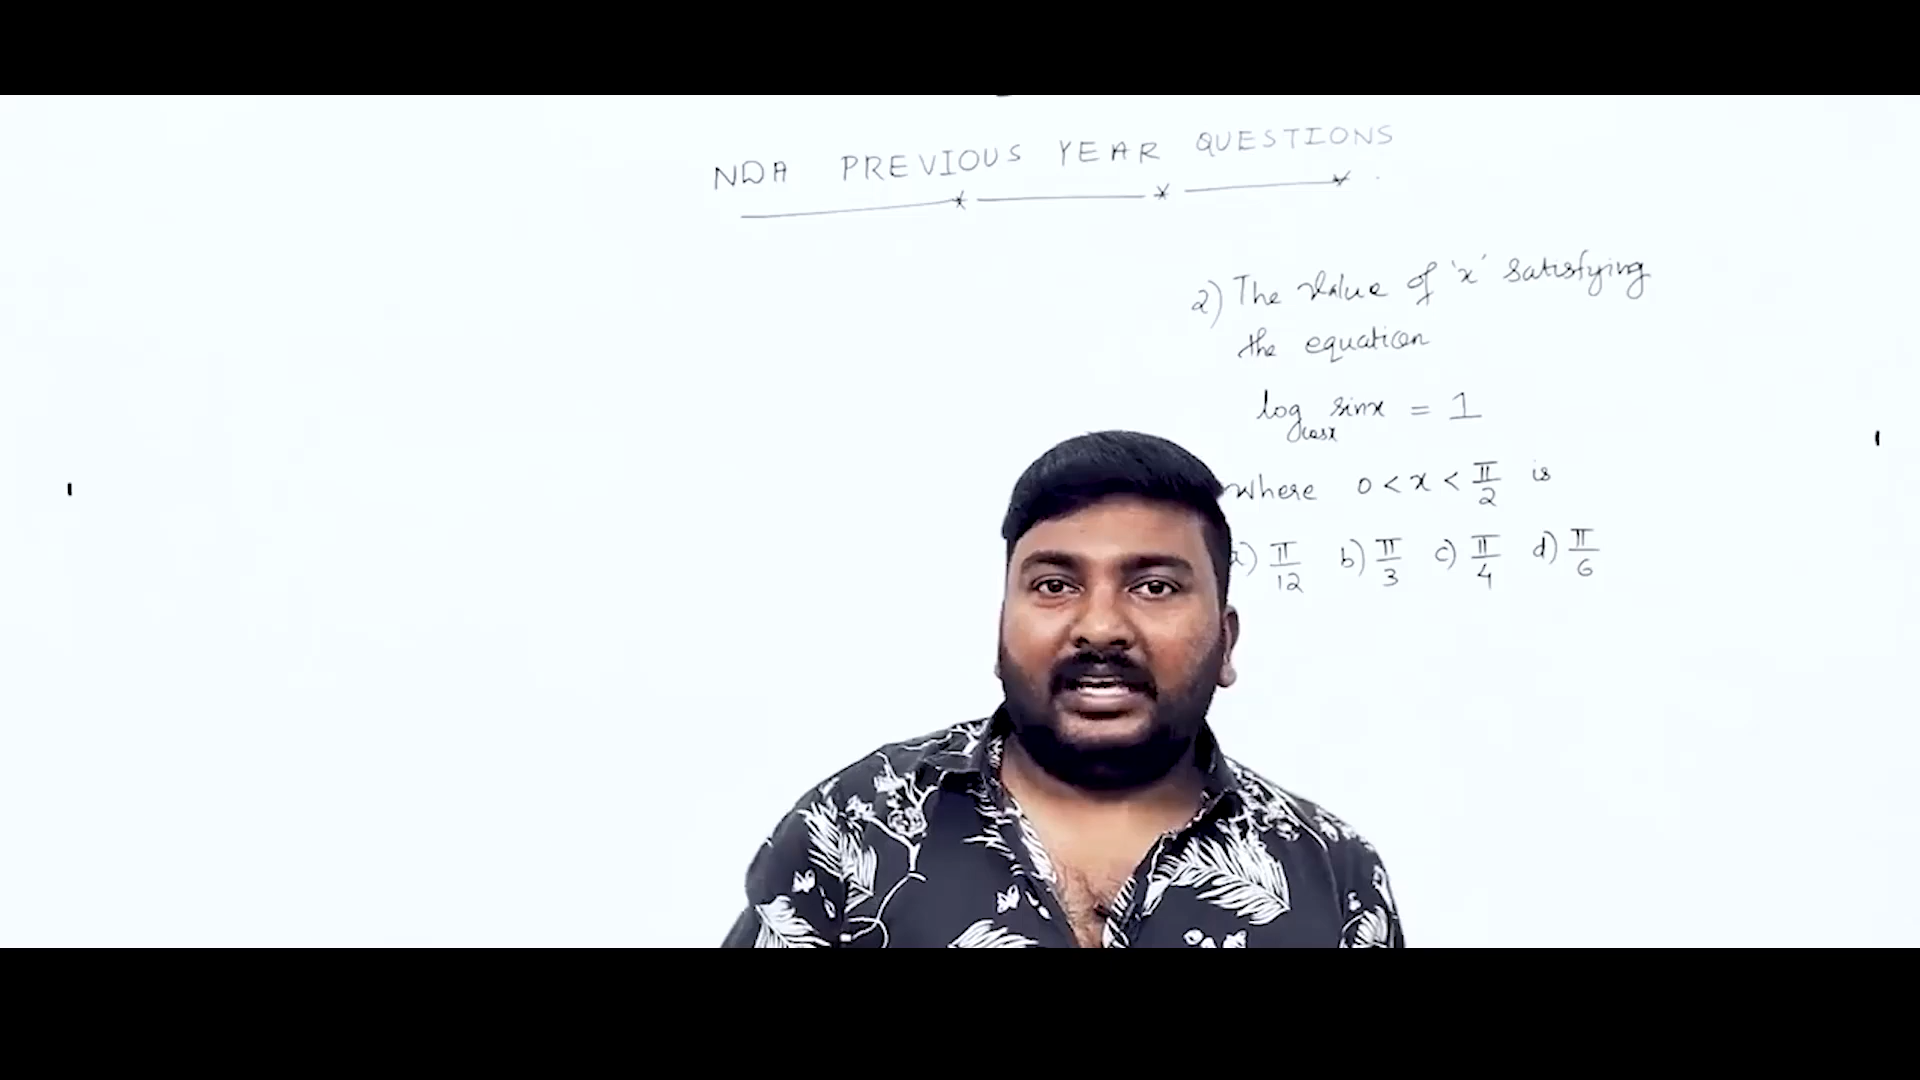 NDA PREVIOUS YEAR QUESTIONS
2) The value of 'x' satisfying
the equation
log_cosx sinx = 1
where 0 < x < π/2 is
a) π/12 b) π/3 c) π/4 d) π/6